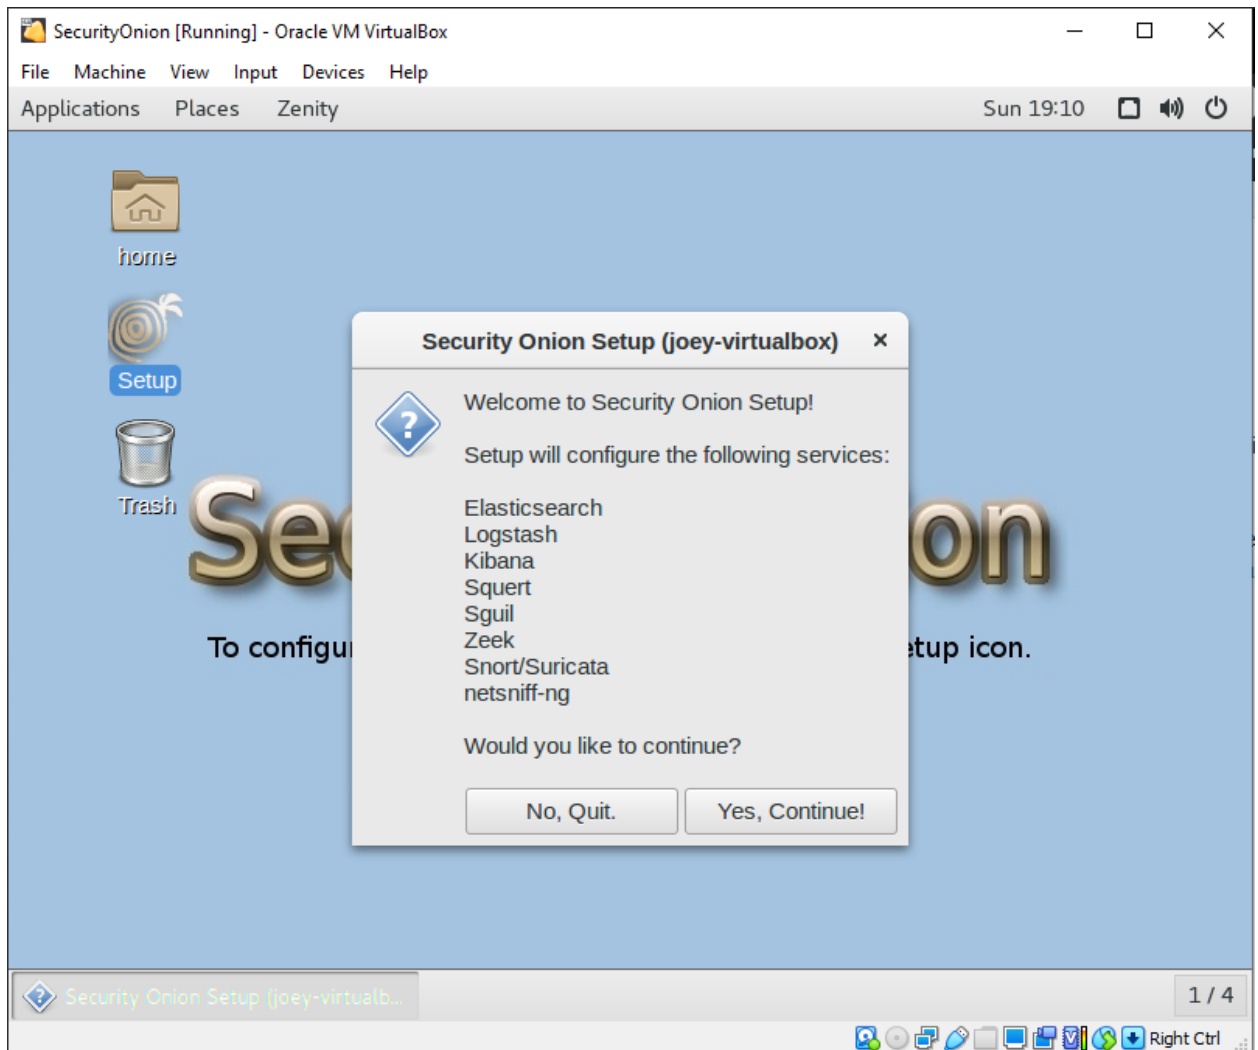 SecurityOnion [Running] - Oracle VM VirtualBox
File Machine View Input Devices Help
Applications Places Zenity Sun 19:10
home
Setup
Trash
Security Onion Setup (joey-virtualbox)
Welcome to Security Onion Setup!
Setup will configure the following services:
Elasticsearch
Logstash
Kibana
Squert
Sguil
Zeek
Snort/Suricata
netsniff-ng
Would you like to continue?
No, Quit. Yes, Continue!
Sec on
To configu etup icon.
Security Onion Setup (joey-virtualb... 1 / 4
Right Ctrl